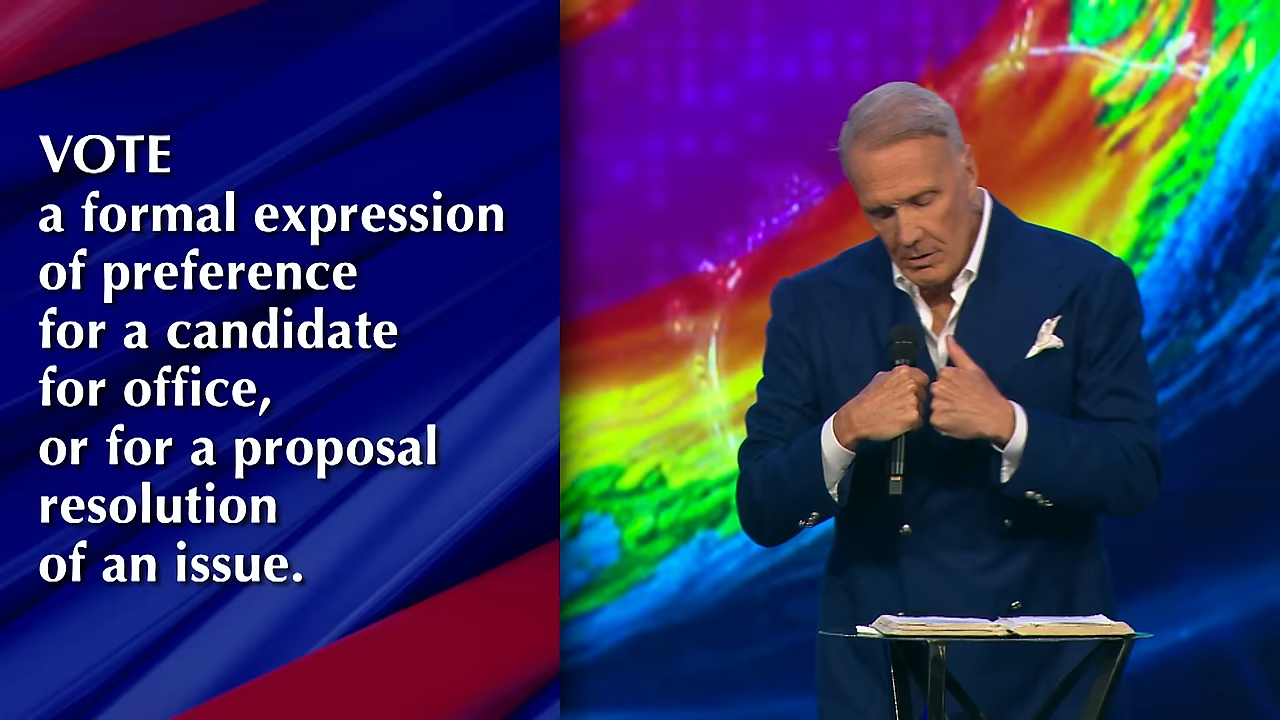 VOTE
a formal expression
of preference
for a candidate
for office,
or for a proposal
resolution
of an issue.